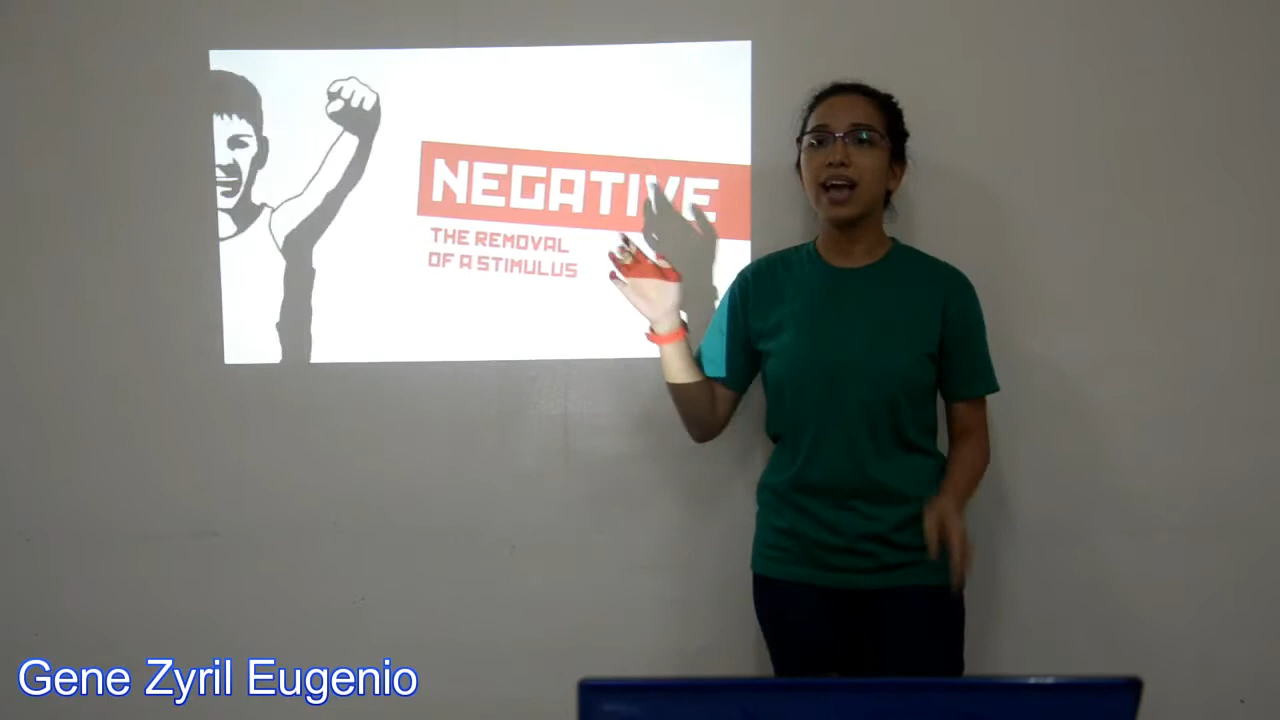 NEGATIVE
THE REMOVAL
OF A STIMULUS
Gene Zyril Eugenio